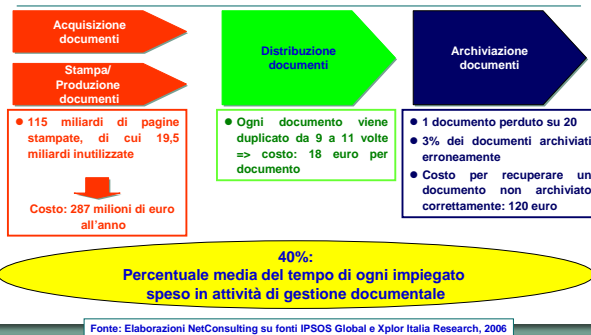 Acquisizione
documenti
Stampa/
Produzione
documenti
Distribuzione
documenti
Archiviazione
documenti
● 115 miliardi di pagine
stampate, di cui 19,5
miliardi inutilizzate
Costo: 287 milioni di euro
all'anno
● Ogni documento viene
duplicato da 9 a 11 volte
=> costo: 18 euro per
documento
● 1 documento perduto su 20
● 3% dei documenti archiviati
erroneamente
● Costo per recuperare un
documento non archiviato
correttamente: 120 euro
40%:
Percentuale media del tempo di ogni impiegato
speso in attività di gestione documentale
Fonte: Elaborazioni NetConsulting su fonti IPSOS Global e Xplor Italia Research, 2006